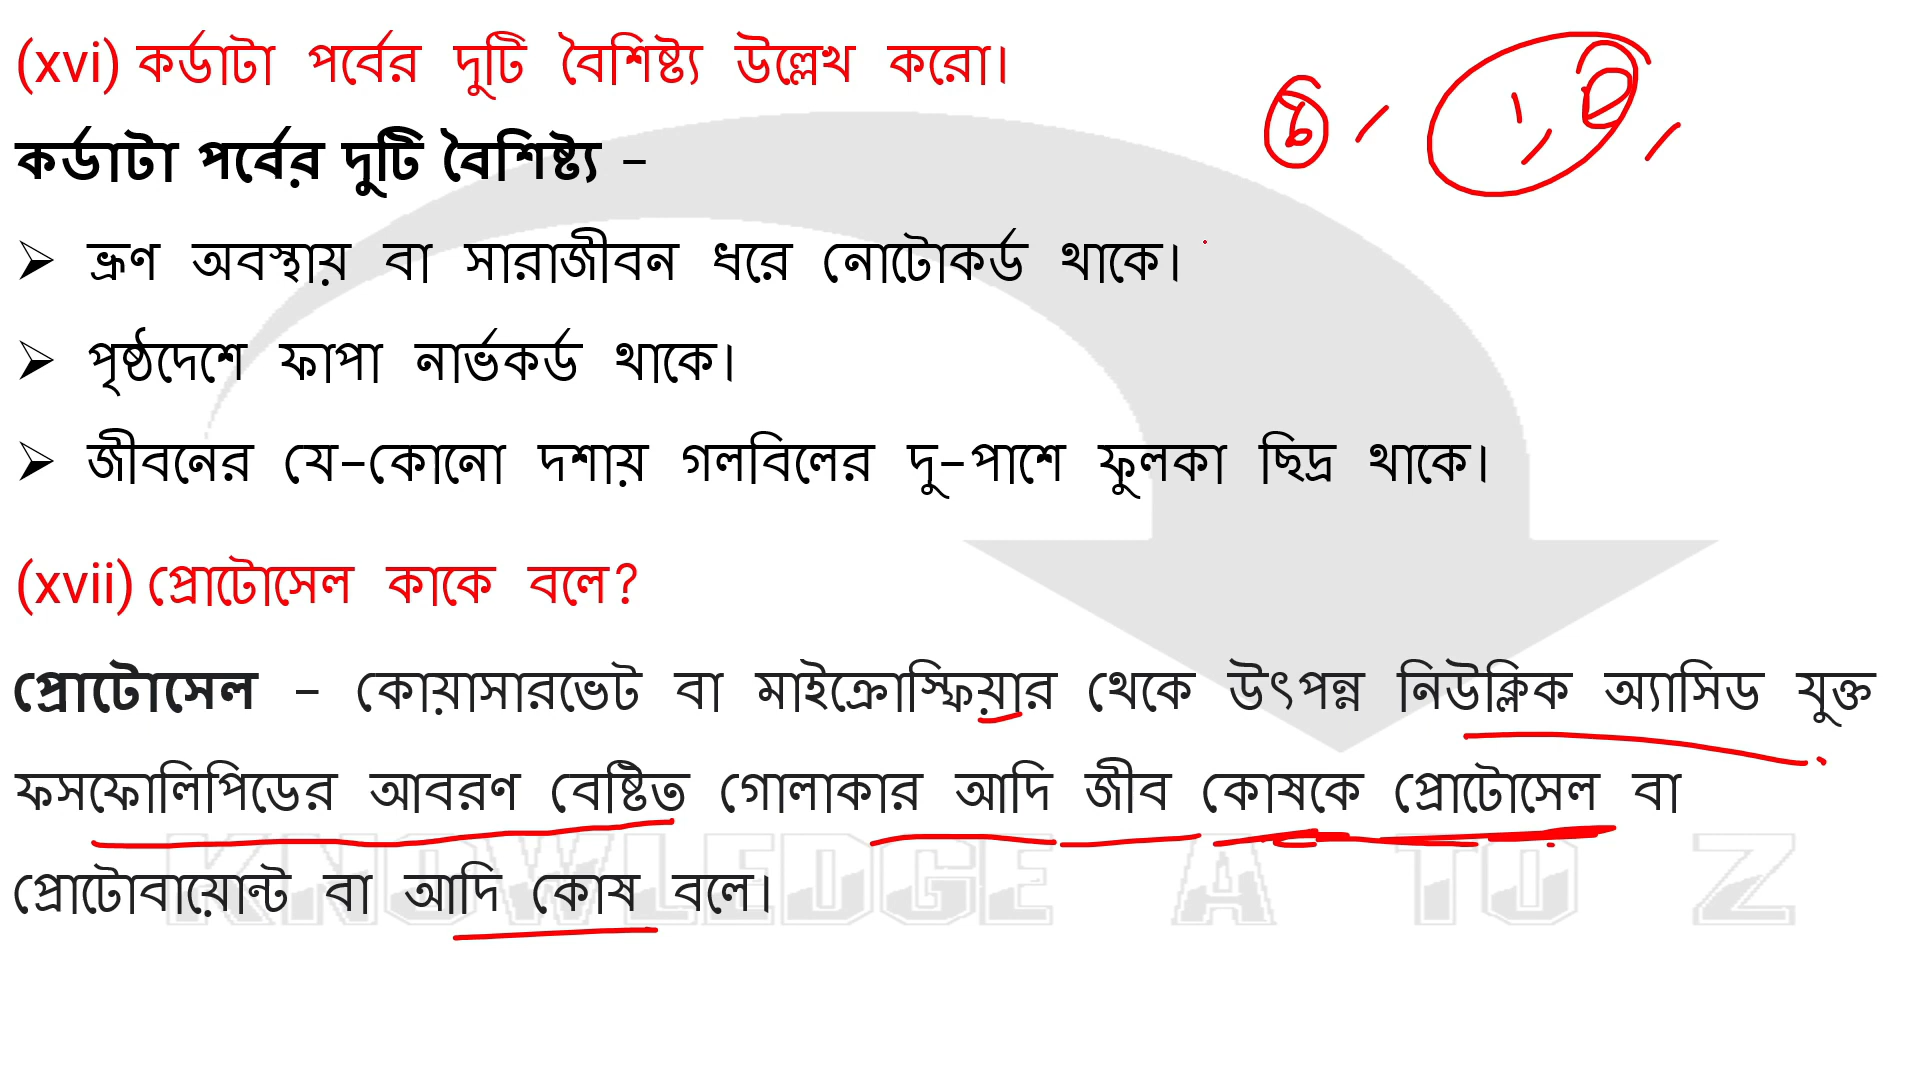 (xvi) কর্ডাটা পর্বের দুটি বৈশিষ্ট্য উল্লেখ করো।
কর্ডাটা পর্বের দুটি বৈশিষ্ট্য –
➢ ভ্রূণ অবস্থায় বা সারাজীবন ধরে নোটোকর্ড থাকে।
➢ পৃষ্ঠদেশে ফাপা নার্ভকর্ড থাকে।
➢ জীবনের যে–কোনো দশায় গলবিলের দু–পাশে ফুলকা ছিদ্র থাকে।
(xvii) প্রোটোসেল কাকে বলে?
প্রোটোসেল – কোয়াসারভেট বা মাইক্রোস্ফিয়ার থেকে উৎপন্ন নিউক্লিক অ্যাসিড যুক্ত
ফসফোলিপিডের আবরণ বেষ্টিত গোলাকার আদি জীব কোষকে প্রোটোসেল বা
প্রোটোবায়োন্ট বা আদি কোষ বলে।
KNOWLEDGE A TO Z